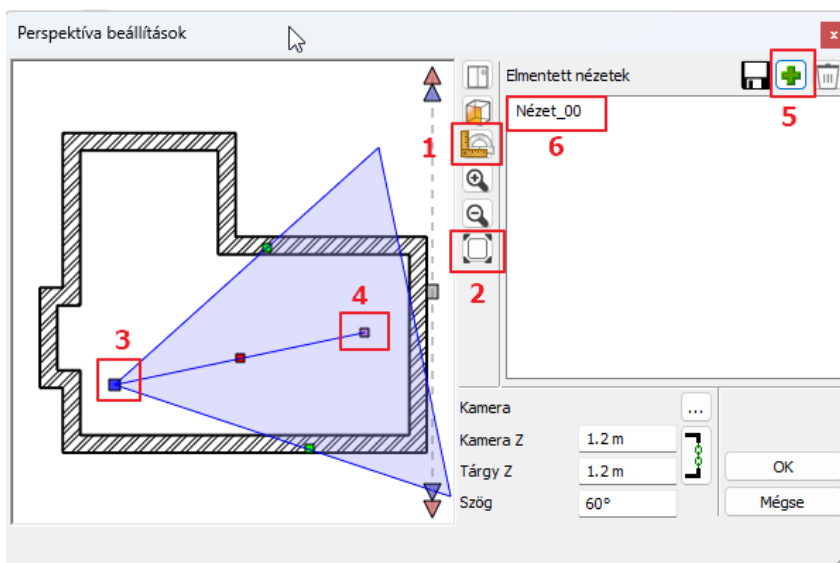 Perspektíva beállítások
x
Elmentett nézetek
5
Nézet_00
6
1
2
3
4
Kamera
...
Kamera Z
1.2 m
Tárgy Z
1.2 m
Szög
60°
OK
Mégse